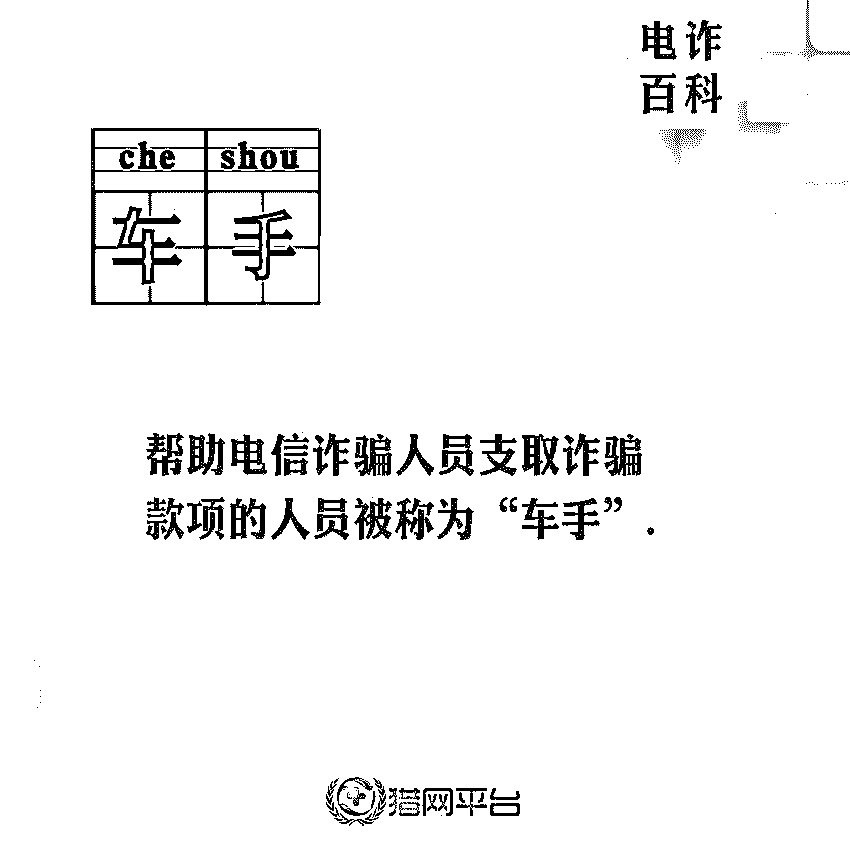 电诈
百科
che shou
车手
帮助电信诈骗人员支取诈骗
款项的人员被称为“车手”.
猎网平台